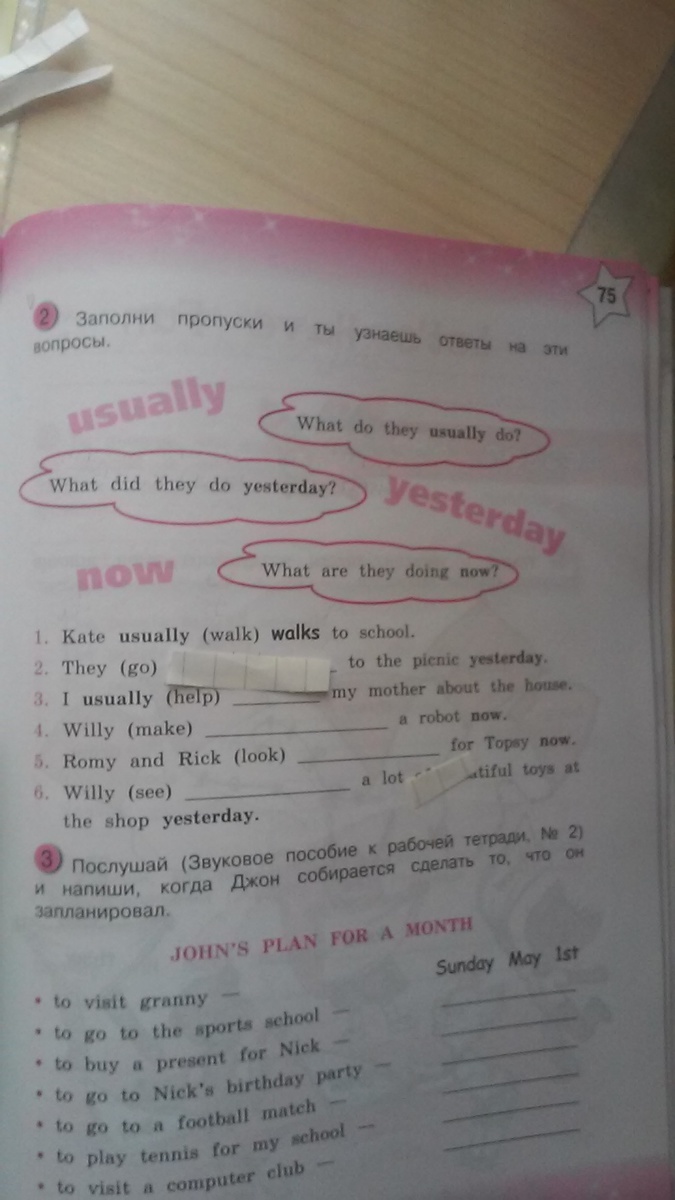 75
2 Заполни пропуски и ты узнаешь ответы на эти
вопросы.
usually
What do they usually do?
What did they do yesterday?
yesterday
now
What are they doing now?
1. Kate usually (walk) walks to school.
2. They (go) to the picnic yesterday.
3. I usually (help) ________ my mother about the house.
4. Willy (make) ________ a robot now.
5. Romy and Rick (look) ________ for Topsy now.
6. Willy (see) ________ a lot toys at
the shop yesterday.
3 Послушай (Звуковое пособие к рабочей тетради, № 2)
и напиши, когда Джон собирается сделать то, что он
запланировал.
JOHN'S PLAN FOR A MONTH
Sunday May 1st
• to visit granny —
• to go to the sports school —
• to buy a present for Nick —
• to go to Nick's birthday party —
• to go to a football match —
• to play tennis for my school —
• to visit a computer club —